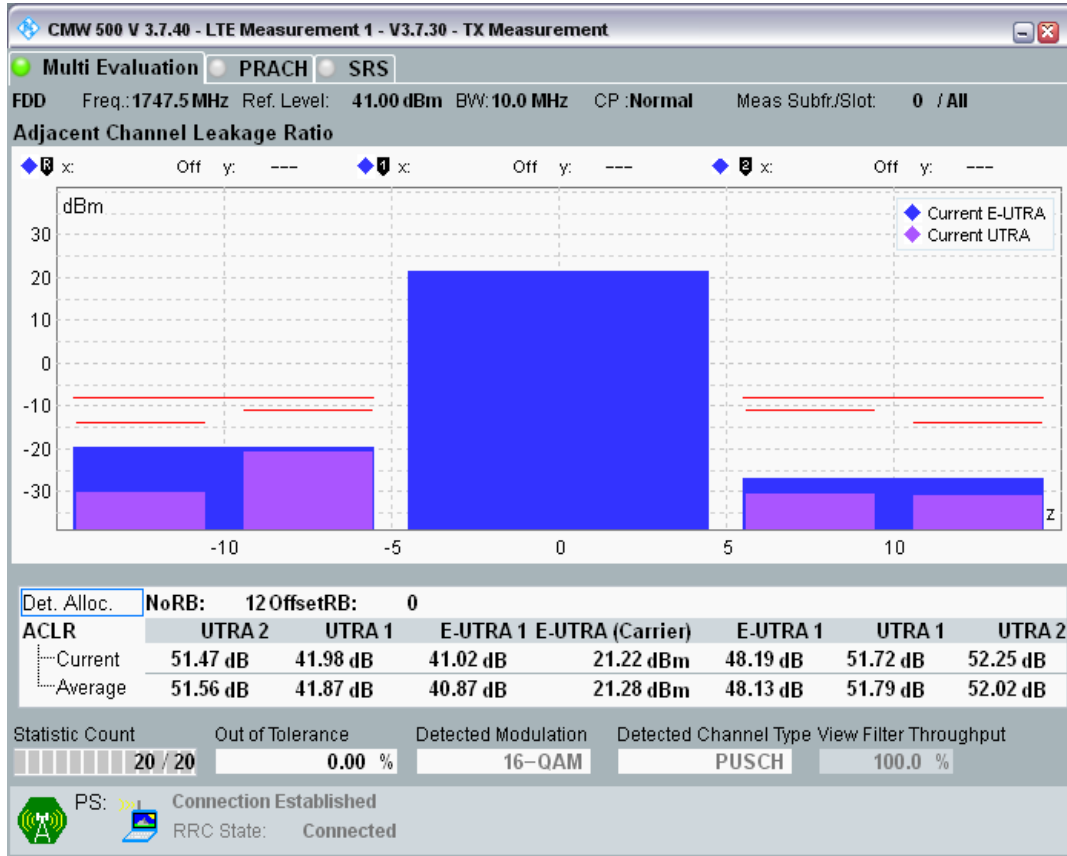 CMW 500 V 3.7.40 - LTE Measurement 1 - V3.7.30 - TX Measurement
Multi Evaluation PRACH SRS
FDD Freq.: 1747.5 MHz Ref. Level: 41.00 dBm BW: 10.0 MHz CP : Normal Meas Subfr./Slot: 0 / All
Adjacent Channel Leakage Ratio
R x: Off y: --- 1 x: Off y: --- 2 x: Off y: ---
dBm
Current E-UTRA
Current UTRA
30
20
10
0
-10
-20
-30
z
-10 -5 0 5 10
Det. Alloc. NoRB: 12 OffsetRB: 0
ACLR UTRA 2 UTRA 1 E-UTRA 1 E-UTRA (Carrier) E-UTRA 1 UTRA 1 UTRA 2
Current 51.47 dB 41.98 dB 41.02 dB 21.22 dBm 48.19 dB 51.72 dB 52.25 dB
Average 51.56 dB 41.87 dB 40.87 dB 21.28 dBm 48.13 dB 51.79 dB 52.02 dB
Statistic Count Out of Tolerance Detected Modulation Detected Channel Type View Filter Throughput
20 / 20 0.00 % 16-QAM PUSCH 100.0 %
PS: Connection Established
RRC State: Connected